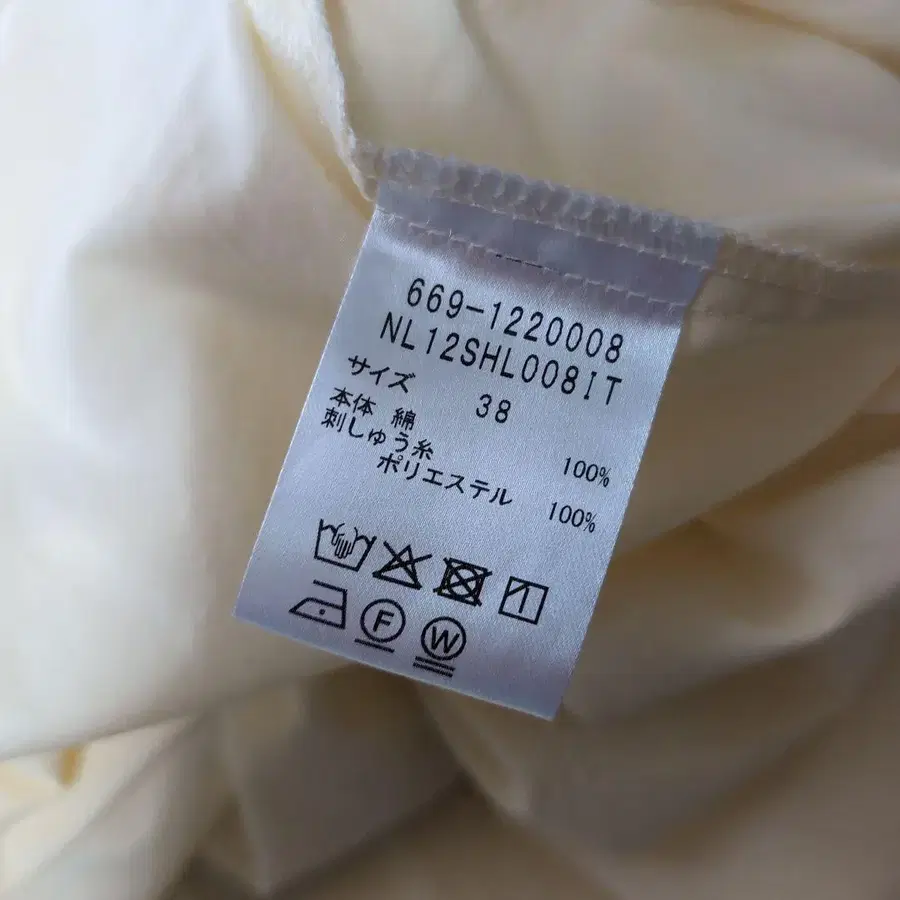 669-1220008
NL12SHL008IT
サイズ 38
本体 綿 100%
刺しゅう糸
ポリエステル 100%
F
W